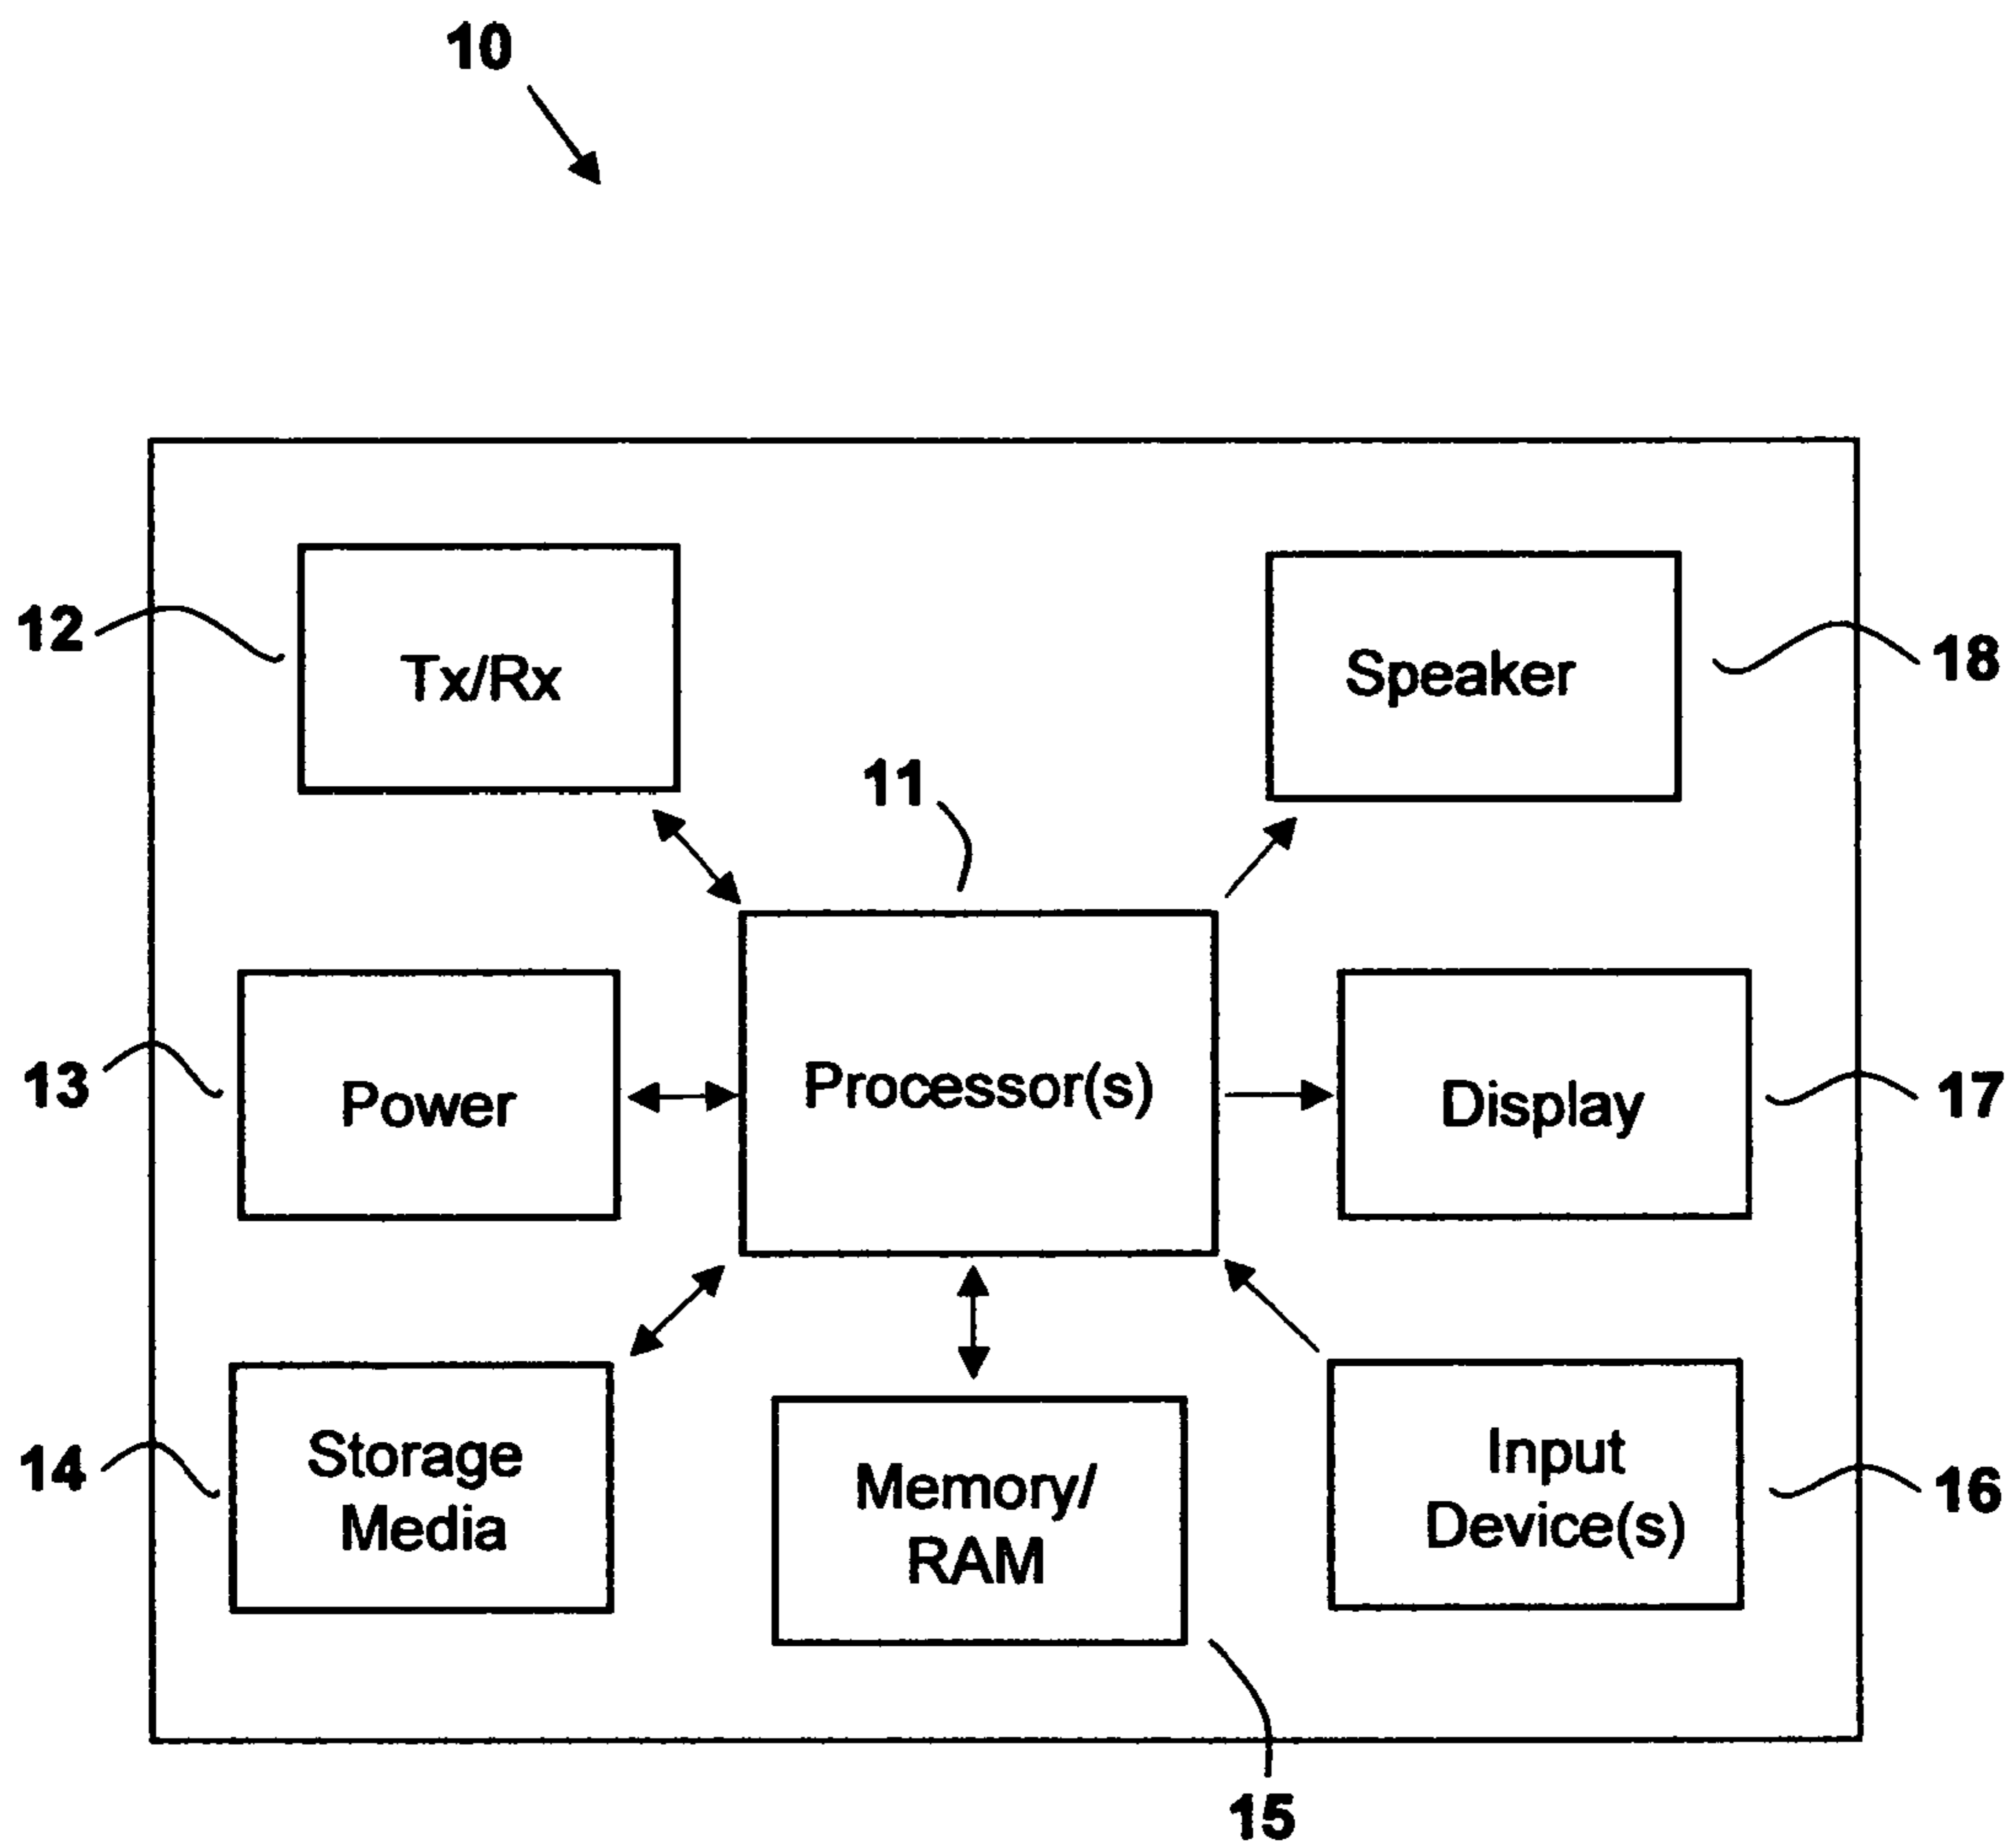 10
12
Tx/Rx
Speaker
18
11
13
Power
Processor(s)
Display
17
14
Storage
Media
Memory/
RAM
Input
Device(s)
16
15